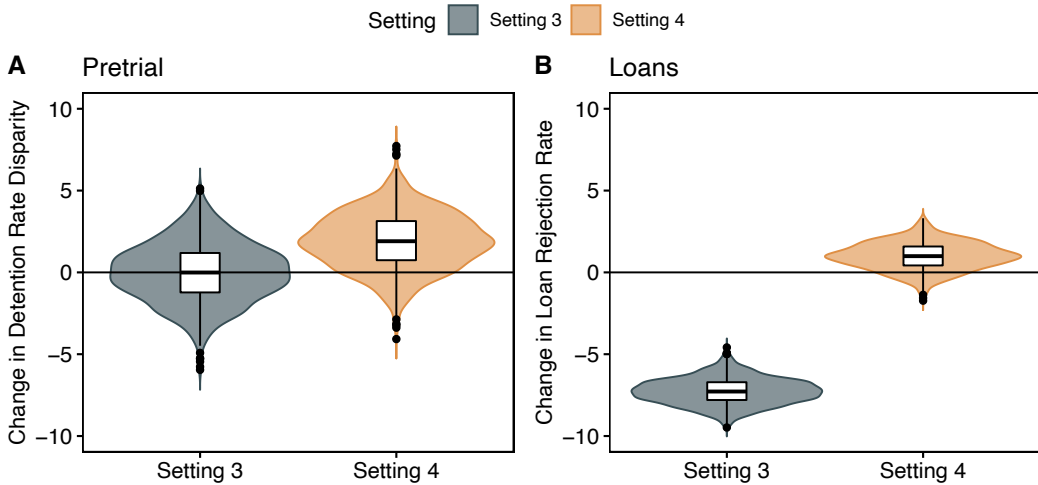 Setting Setting 3 Setting 4
A Pretrial
Change in Detention Rate Disparity
10
5
0
−5
−10
Setting 3 Setting 4
B Loans
Change in Loan Rejection Rate
10
5
0
−5
−10
Setting 3 Setting 4